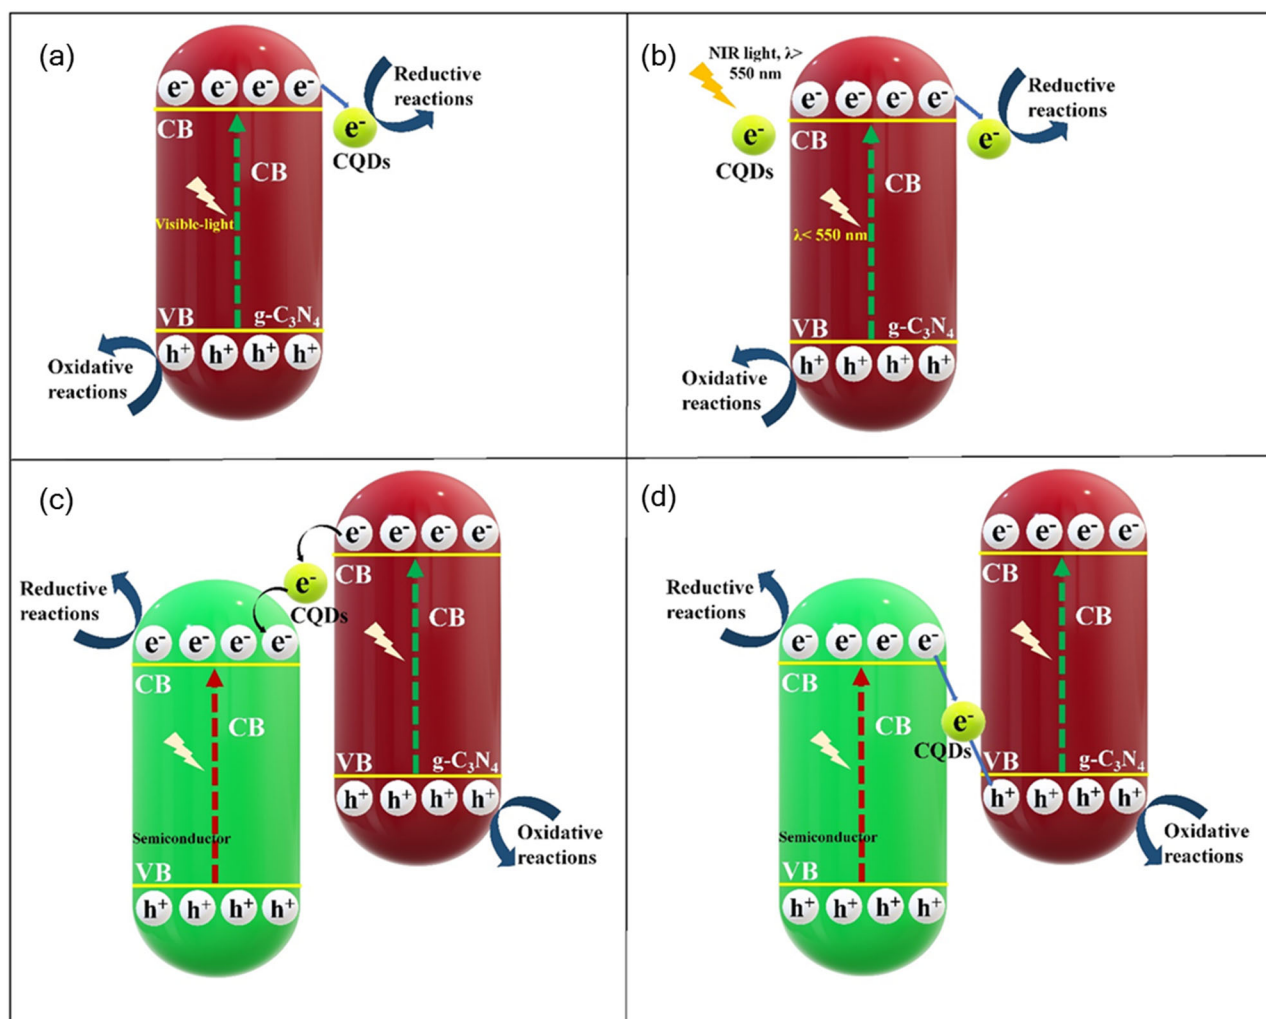 (a)
e⁻ e⁻ e⁻ e⁻
Reductive
reactions
e⁻
CQDs
CB
CB
Visible-light
VB
g-C₃N₄
h⁺ h⁺ h⁺ h⁺
Oxidative
reactions
(b)
NIR light, λ>
550 nm
e⁻
CQDs
e⁻ e⁻ e⁻ e⁻
Reductive
reactions
e⁻
CB
CB
λ< 550 nm
VB
g-C₃N₄
h⁺ h⁺ h⁺ h⁺
Oxidative
reactions
(c)
e⁻ e⁻ e⁻ e⁻
CB
CB
e⁻
CQDs
Reductive
reactions
e⁻ e⁻ e⁻ e⁻
CB
CB
VB
g-C₃N₄
h⁺ h⁺ h⁺ h⁺
Oxidative
reactions
Semiconductor
VB
h⁺ h⁺ h⁺ h⁺
(d)
e⁻ e⁻ e⁻ e⁻
CB
CB
Reductive
reactions
e⁻ e⁻ e⁻ e⁻
CB
CB
e⁻
CQDs
VB
g-C₃N₄
h⁺ h⁺ h⁺ h⁺
Oxidative
reactions
Semiconductor
VB
h⁺ h⁺ h⁺ h⁺